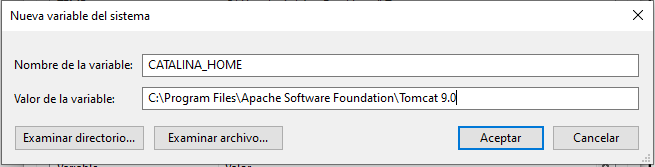 Nueva variable del sistema
Nombre de la variable: CATALINA_HOME
Valor de la variable: C:\Program Files\Apache Software Foundation\Tomcat 9.0
Examinar directorio... Examinar archivo... Aceptar Cancelar